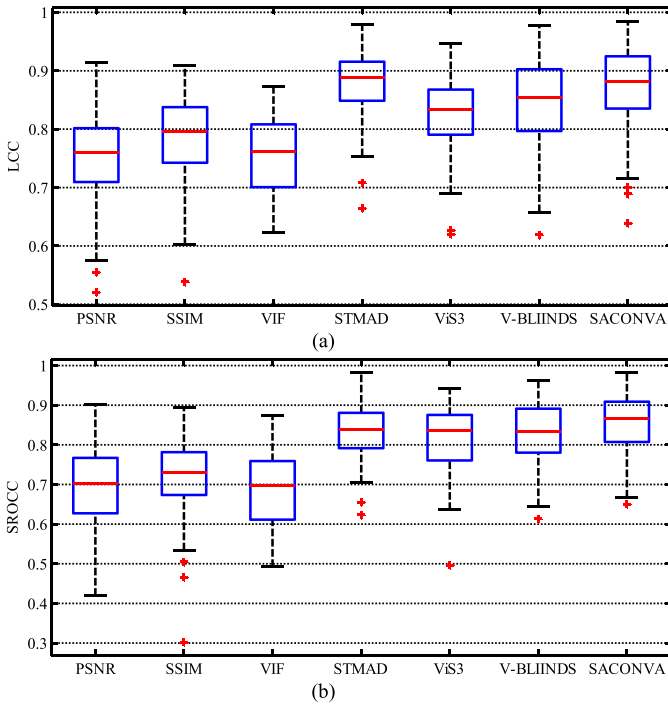 1
0.9
0.8
LCC
0.7
0.6
0.5
PSNR SSIM VIF STMAD ViS3 V-BLIINDS SACONVA
(a)
1
0.9
0.8
0.7
SROCC
0.6
0.5
0.4
0.3
PSNR SSIM VIF STMAD ViS3 V-BLIINDS SACONVA
(b)